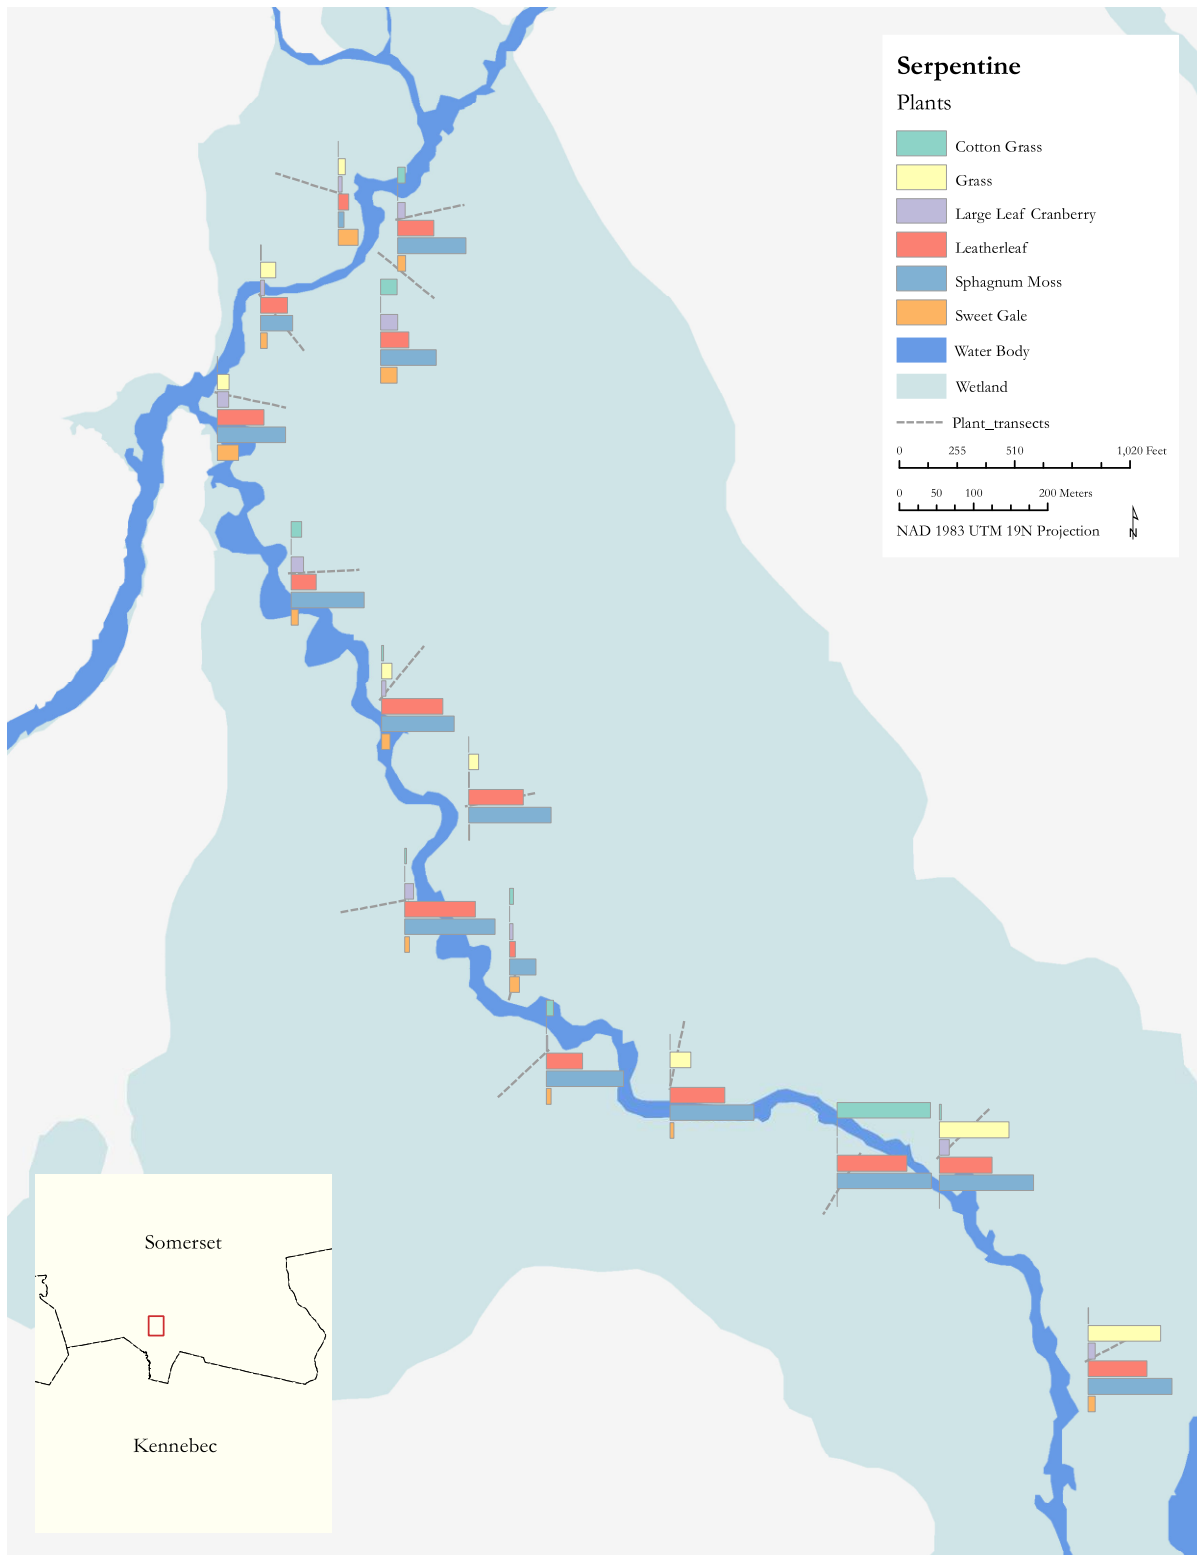 Serpentine
Plants
Cotton Grass
Grass
Large Leaf Cranberry
Leatherleaf
Sphagnum Moss
Sweet Gale
Water Body
Wetland
Plant_transects
0 255 510 1,020 Feet
0 50 100 200 Meters
NAD 1983 UTM 19N Projection
N
Somerset
Kennebec